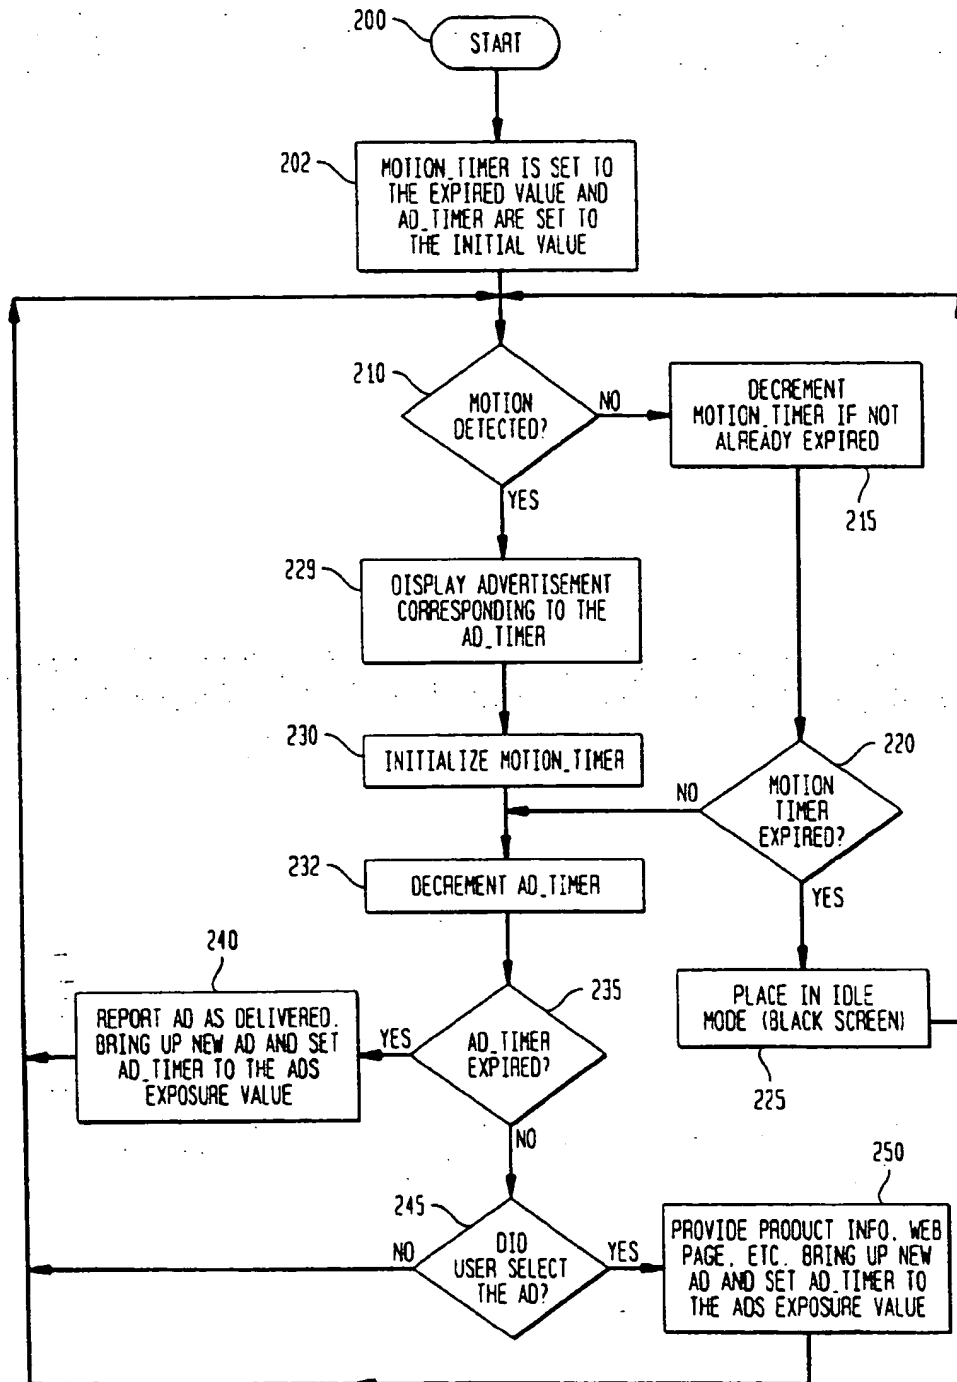 200
START
202
MOTION_TIMER IS SET TO
THE EXPIRED VALUE AND
AD_TIMER ARE SET TO
THE INITIAL VALUE
210
MOTION
DETECTED?
NO
YES
DECREMENT
MOTION_TIMER IF NOT
ALREADY EXPIRED
215
229
DISPLAY ADVERTISEMENT
CORRESPONDING TO THE
AD_TIMER
230
INITIALIZE MOTION_TIMER
220
MOTION
TIMER
EXPIRED?
NO
YES
232
DECREMENT AD_TIMER
PLACE IN IDLE
MODE (BLACK SCREEN)
225
235
AD_TIMER
EXPIRED?
YES
NO
240
REPORT AD AS DELIVERED.
BRING UP NEW AD AND SET
AD_TIMER TO THE ADS
EXPOSURE VALUE
245
DID
USER SELECT
THE AD?
NO
YES
250
PROVIDE PRODUCT INFO, WEB
PAGE, ETC. BRING UP NEW
AD AND SET AD_TIMER TO
THE ADS EXPOSURE VALUE